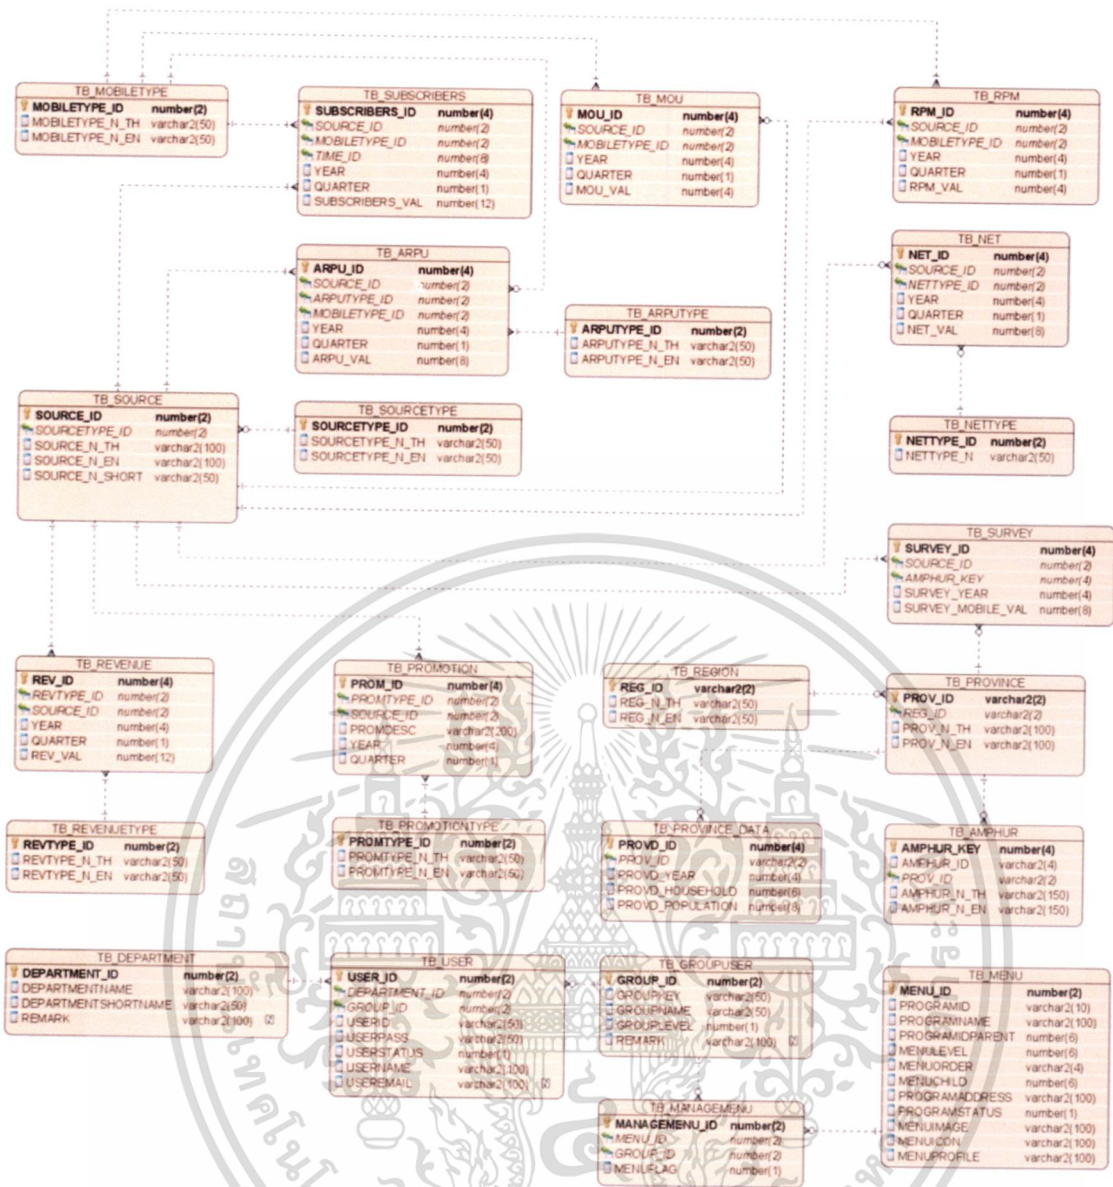 TB_MOBILETYPE
MOBILETYPE_ID number(2)
MOBILETYPE_N_TH varchar2(50)
MOBILETYPE_N_EN varchar2(50)
TB_SUBSCRIBERS
SUBSCRIBERS_ID number(4)
SOURCE_ID number(2)
MOBILETYPE_ID number(2)
TIME_ID number(8)
YEAR number(4)
QUARTER number(1)
SUBSCRIBERS_VAL number(12)
TB_MOU
MOU_ID number(4)
SOURCE_ID number(2)
MOBILETYPE_ID number(2)
YEAR number(4)
QUARTER number(1)
MOU_VAL number(4)
TB_RPM
RPM_ID number(4)
SOURCE_ID number(2)
MOBILETYPE_ID number(2)
YEAR number(4)
QUARTER number(1)
RPM_VAL number(4)
TB_ARPU
ARPU_ID number(4)
SOURCE_ID number(2)
ARPUTYPE_ID number(2)
MOBILETYPE_ID number(2)
YEAR number(4)
QUARTER number(1)
ARPU_VAL number(8)
TB_ARPUTYPE
ARPUTYPE_ID number(2)
ARPUTYPE_N_TH varchar2(50)
ARPUTYPE_N_EN varchar2(50)
TB_NET
NET_ID number(4)
SOURCE_ID number(2)
NETTYPE_ID number(2)
YEAR number(4)
QUARTER number(1)
NET_VAL number(8)
TB_SOURCE
SOURCE_ID number(2)
SOURCETYPE_ID number(2)
SOURCE_N_TH varchar2(100)
SOURCE_N_EN varchar2(100)
SOURCE_N_SHORT varchar2(50)
TB_SOURCETYPE
SOURCETYPE_ID number(2)
SOURCETYPE_N_TH varchar2(50)
SOURCETYPE_N_EN varchar2(50)
TB_NETTYPE
NETTYPE_ID number(2)
NETTYPE_N varchar2(50)
TB_SURVEY
SURVEY_ID number(4)
SOURCE_ID number(2)
AMPHUR_KEY number(4)
SURVEY_YEAR number(4)
SURVEY_MOBILE_VAL number(8)
TB_REVENUE
REV_ID number(4)
REVTYPE_ID number(2)
SOURCE_ID number(2)
YEAR number(4)
QUARTER number(1)
REV_VAL number(12)
TB_PROMOTION
PROM_ID number(4)
PROMTYPE_ID number(2)
SOURCE_ID number(2)
PROMDESC varchar2(200)
YEAR number(4)
QUARTER number(1)
TB_REGION
REG_ID varchar2(2)
REG_N_TH varchar2(50)
REG_N_EN varchar2(50)
TB_PROVINCE
PROV_ID varchar2(2)
REG_ID varchar2(2)
PROV_N_TH varchar2(100)
PROV_N_EN varchar2(100)
TB_REVENUETYPE
REVTYPE_ID number(2)
REVTYPE_N_TH varchar2(50)
REVTYPE_N_EN varchar2(50)
TB_PROMOTIONTYPE
PROMTYPE_ID number(2)
PROMTYPE_N_TH varchar2(50)
PROMTYPE_N_EN varchar2(50)
TB_PROVINCE_DATA
PROVD_ID number(4)
PROV_ID varchar2(2)
PROVD_YEAR number(4)
PROVD_HOUSEHOLD number(6)
PROVD_POPULATION number(8)
TB_AMPHUR
AMPHUR_KEY number(4)
AMPHUR_ID varchar2(4)
PROV_ID varchar2(2)
AMPHUR_N_TH varchar2(150)
AMPHUR_N_EN varchar2(150)
TB_DEPARTMENT
DEPARTMENT_ID number(2)
DEPARTMENTNAME varchar2(100)
DEPARTMENTSHORTNAME varchar2(50)
REMARK varchar2(100)
TB_USER
USER_ID number(2)
DEPARTMENT_ID number(2)
GROUP_ID number(2)
USERID varchar2(50)
USERPASS varchar2(50)
USERSTATUS number(1)
USERNAME varchar2(100)
USEREMAIL varchar2(100)
TB_GROUPUSER
GROUP_ID number(2)
GROUPKEY varchar2(50)
GROUPNAME varchar2(50)
GROUPLEVEL number(1)
REMARK varchar2(100)
TB_MENU
MENU_ID number(2)
PROGRAMID varchar2(10)
PROGRAMNAME varchar2(100)
PROGRAMIDPARENT number(6)
MENULEVEL number(6)
MENUORDER varchar2(4)
MENUCHILD number(6)
PROGRAMADDRESS varchar2(100)
PROGRAMSTATUS number(1)
MENUIMAGE varchar2(100)
MENUICON varchar2(100)
MENUPROFILE varchar2(100)
TB_MANAGEMENU
MANAGEMENU_ID number(2)
MENU_ID number(2)
GROUP_ID number(2)
MENUFLAG number(1)